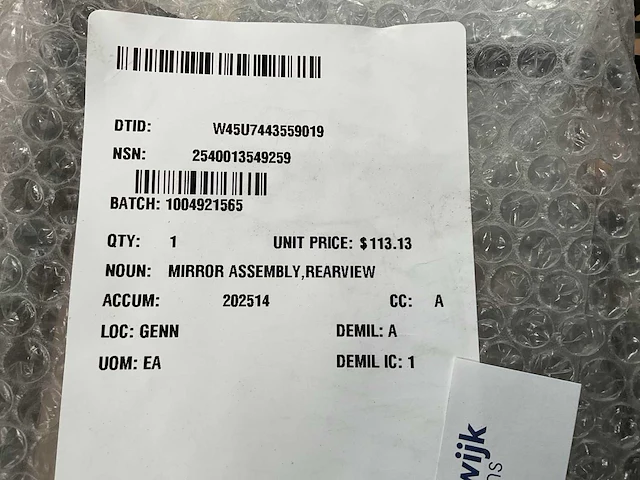 DTID: W45U7443559019
NSN: 2540013549259
BATCH: 1004921565
QTY: 1 UNIT PRICE: $113.13
NOUN: MIRROR ASSEMBLY,REARVIEW
ACCUM: 202514 CC: A
LOC: GENN DEMIL: A
UOM: EA DEMIL IC: 1
wijk
ns